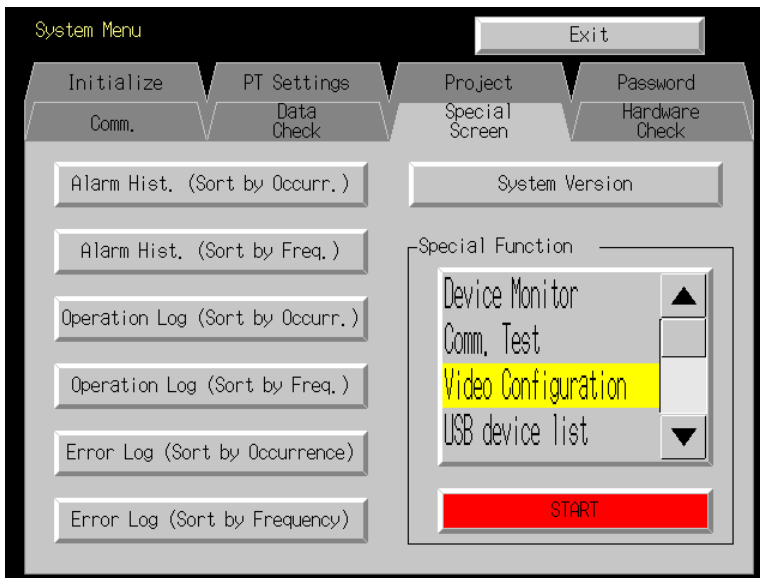 System Menu
Exit
Initialize
PT Settings
Project
Password
Comm.
Data
Check
Special
Screen
Hardware
Check
Alarm Hist. (Sort by Occurr.)
Alarm Hist. (Sort by Freq.)
Operation Log (Sort by Occurr.)
Operation Log (Sort by Freq.)
Error Log (Sort by Occurrence)
Error Log (Sort by Frequency)
System Version
Special Function
Device Monitor
Comm. Test
Video Configuration
USB device list
START